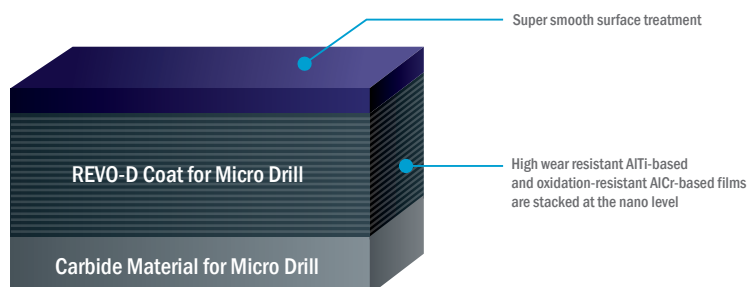 Super smooth surface treatment
REVO-D Coat for Micro Drill
High wear resistant AlTi-based
and oxidation-resistant AlCr-based films
are stacked at the nano level
Carbide Material for Micro Drill